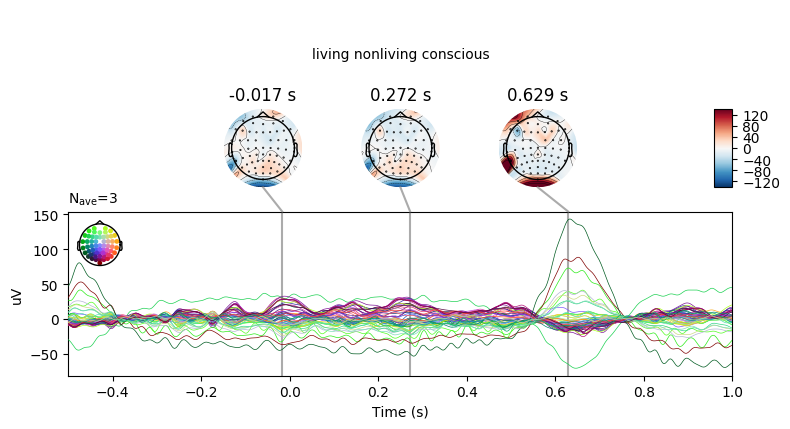 living nonliving conscious
-0.017 s 0.272 s 0.629 s
120
80
40
0
−40
−80
−120
Nave=3
150
100
50
0
−50
uV
−0.4 −0.2 0.0 0.2 0.4 0.6 0.8 1.0
Time (s)